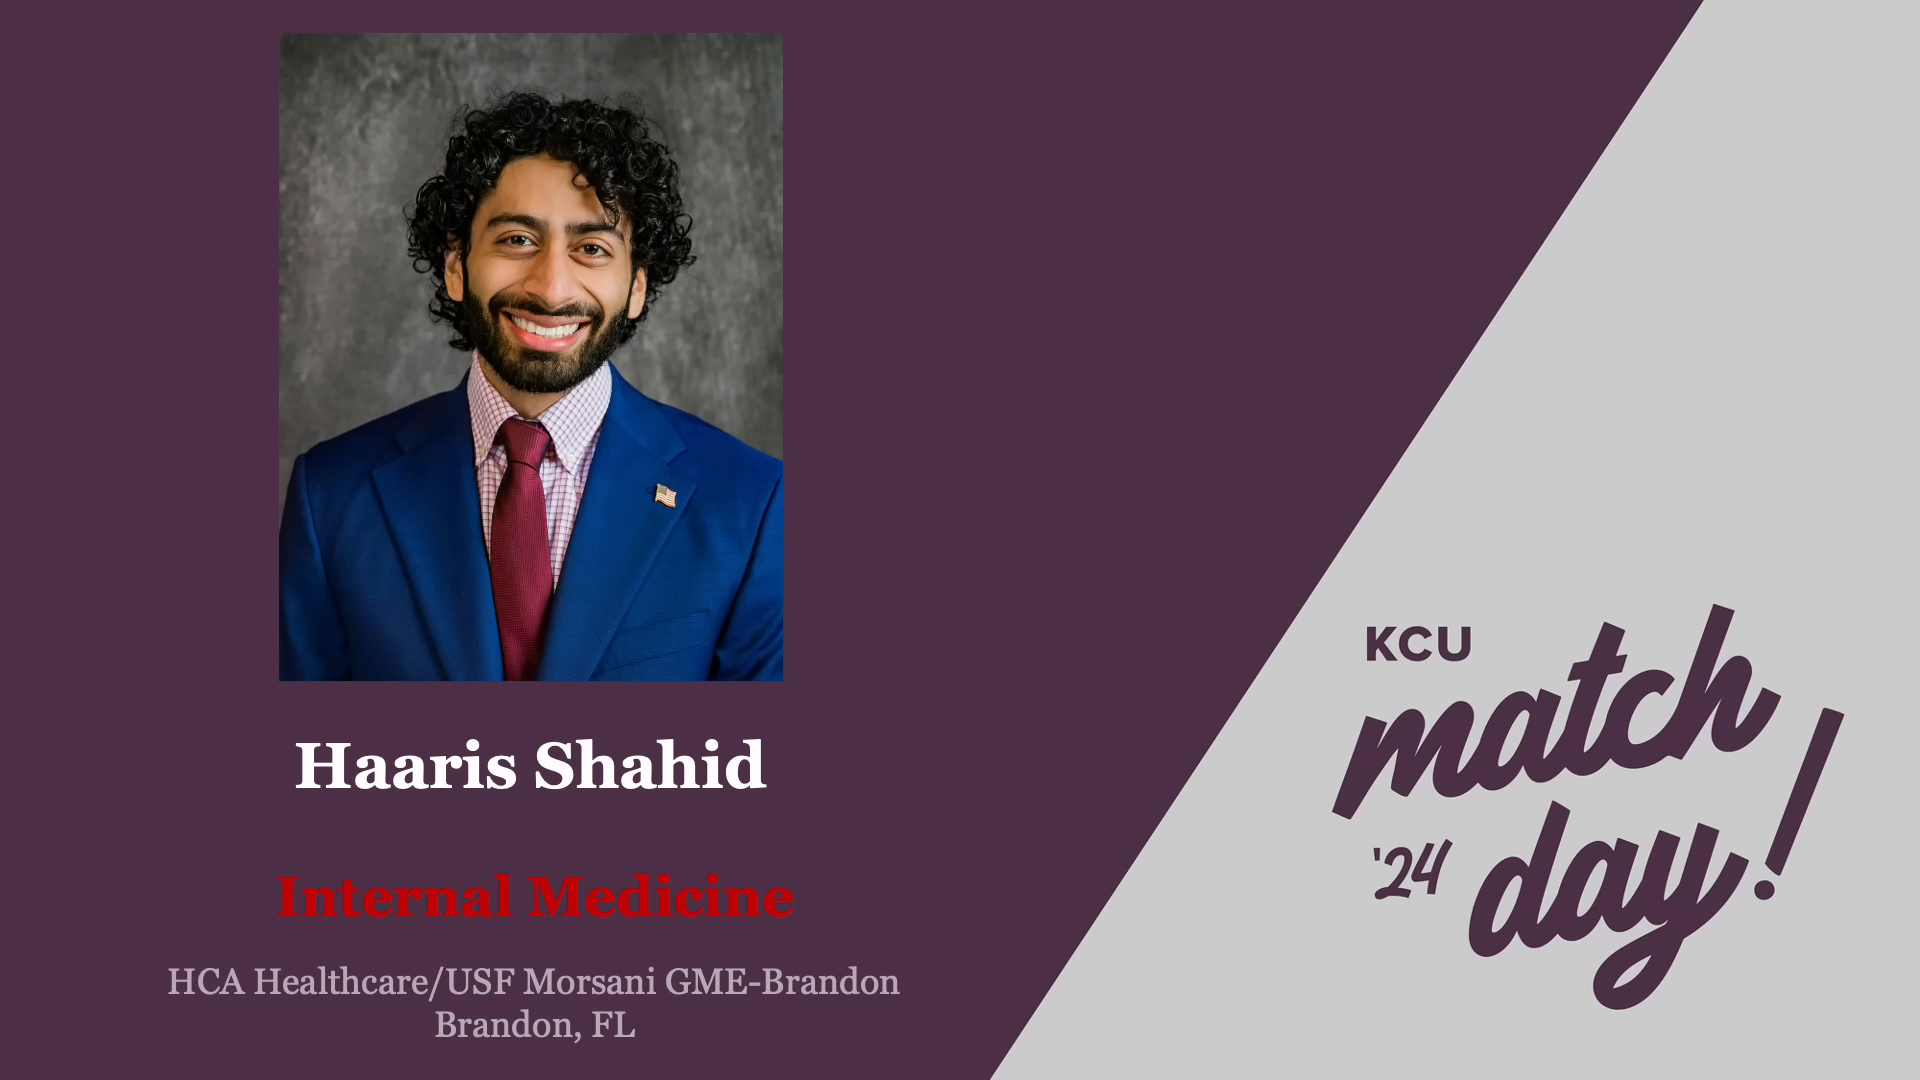 Haaris Shahid
Internal Medicine
HCA Healthcare/USF Morsani GME-Brandon
Brandon, FL
KCU
match
'24 day!